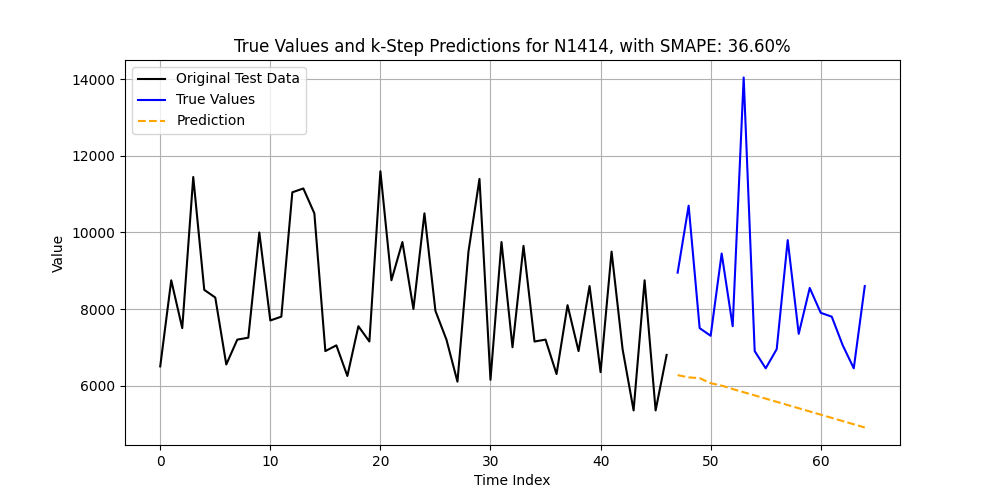 True Values and k-Step Predictions for N1414, with SMAPE: 36.60%
Original Test Data
True Values
Prediction
14000
12000
10000
8000
6000
Value
0 10 20 30 40 50 60
Time Index